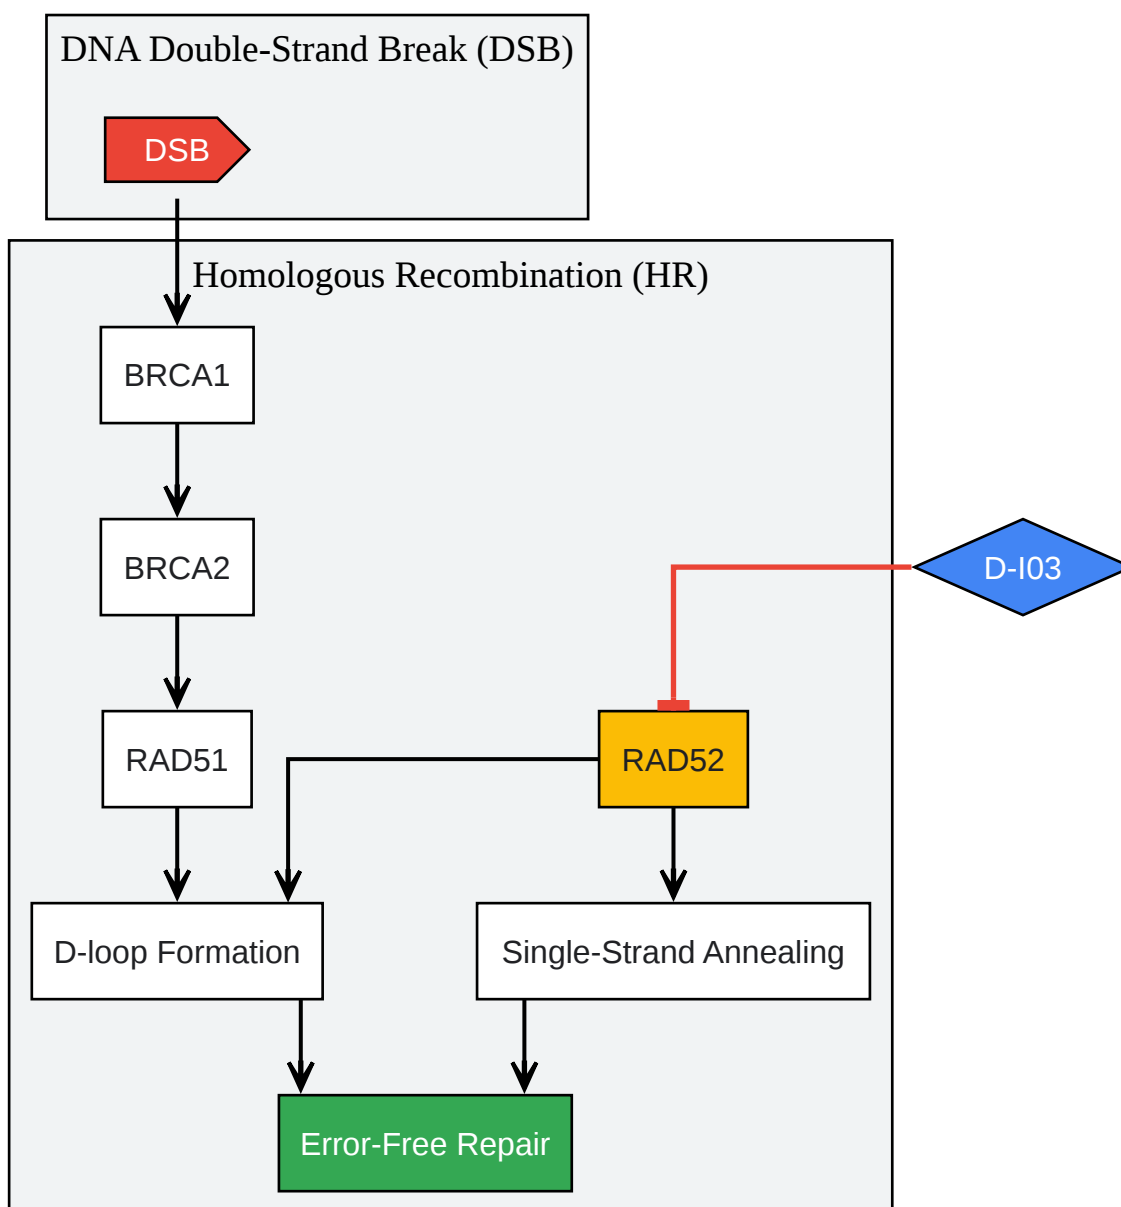 DNA Double-Strand Break (DSB)
DSB
Homologous Recombination (HR)
BRCA1
BRCA2
D-I03
RAD51
RAD52
D-loop Formation
Single-Strand Annealing
Error-Free Repair